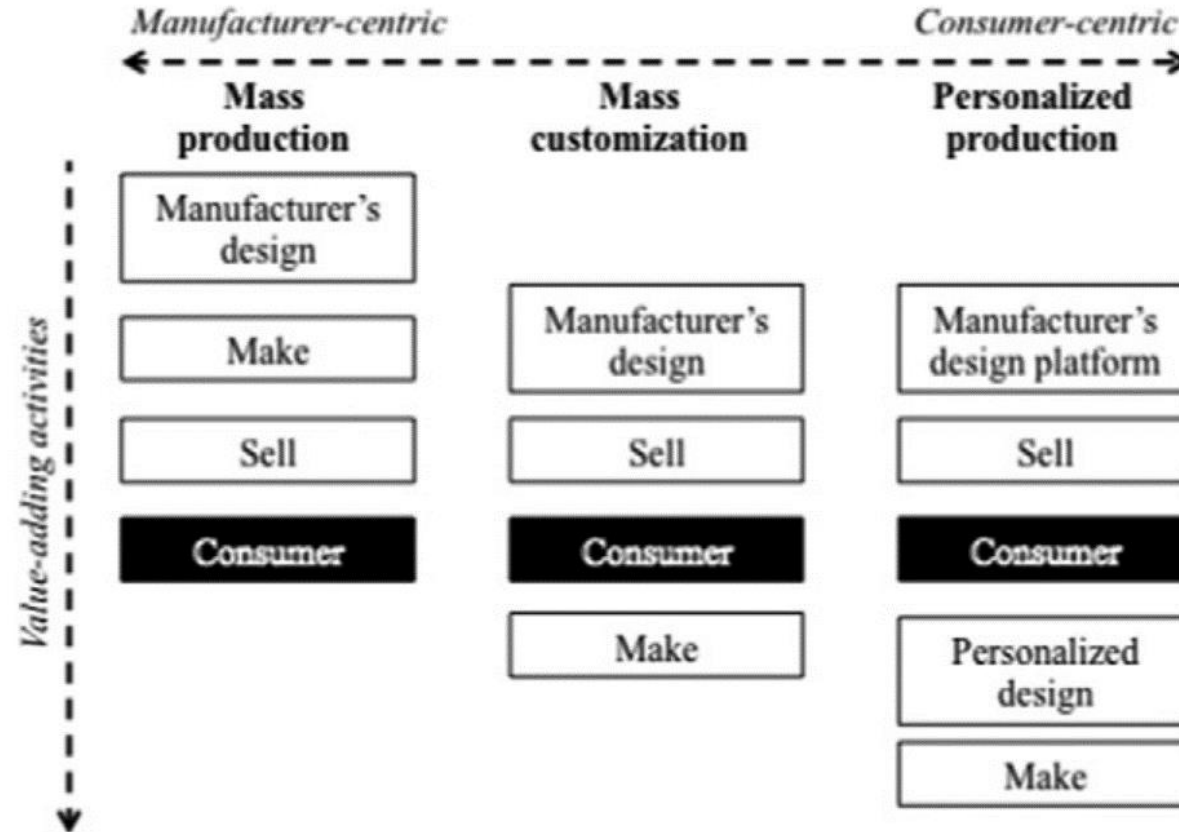 Manufacturer-centric
Consumer-centric
Mass
production
Mass
customization
Personalized
production
Value-adding activities
Manufacturer’s
design
Make
Sell
Consumer
Manufacturer’s
design
Sell
Consumer
Make
Manufacturer’s
design platform
Sell
Consumer
Personalized
design
Make